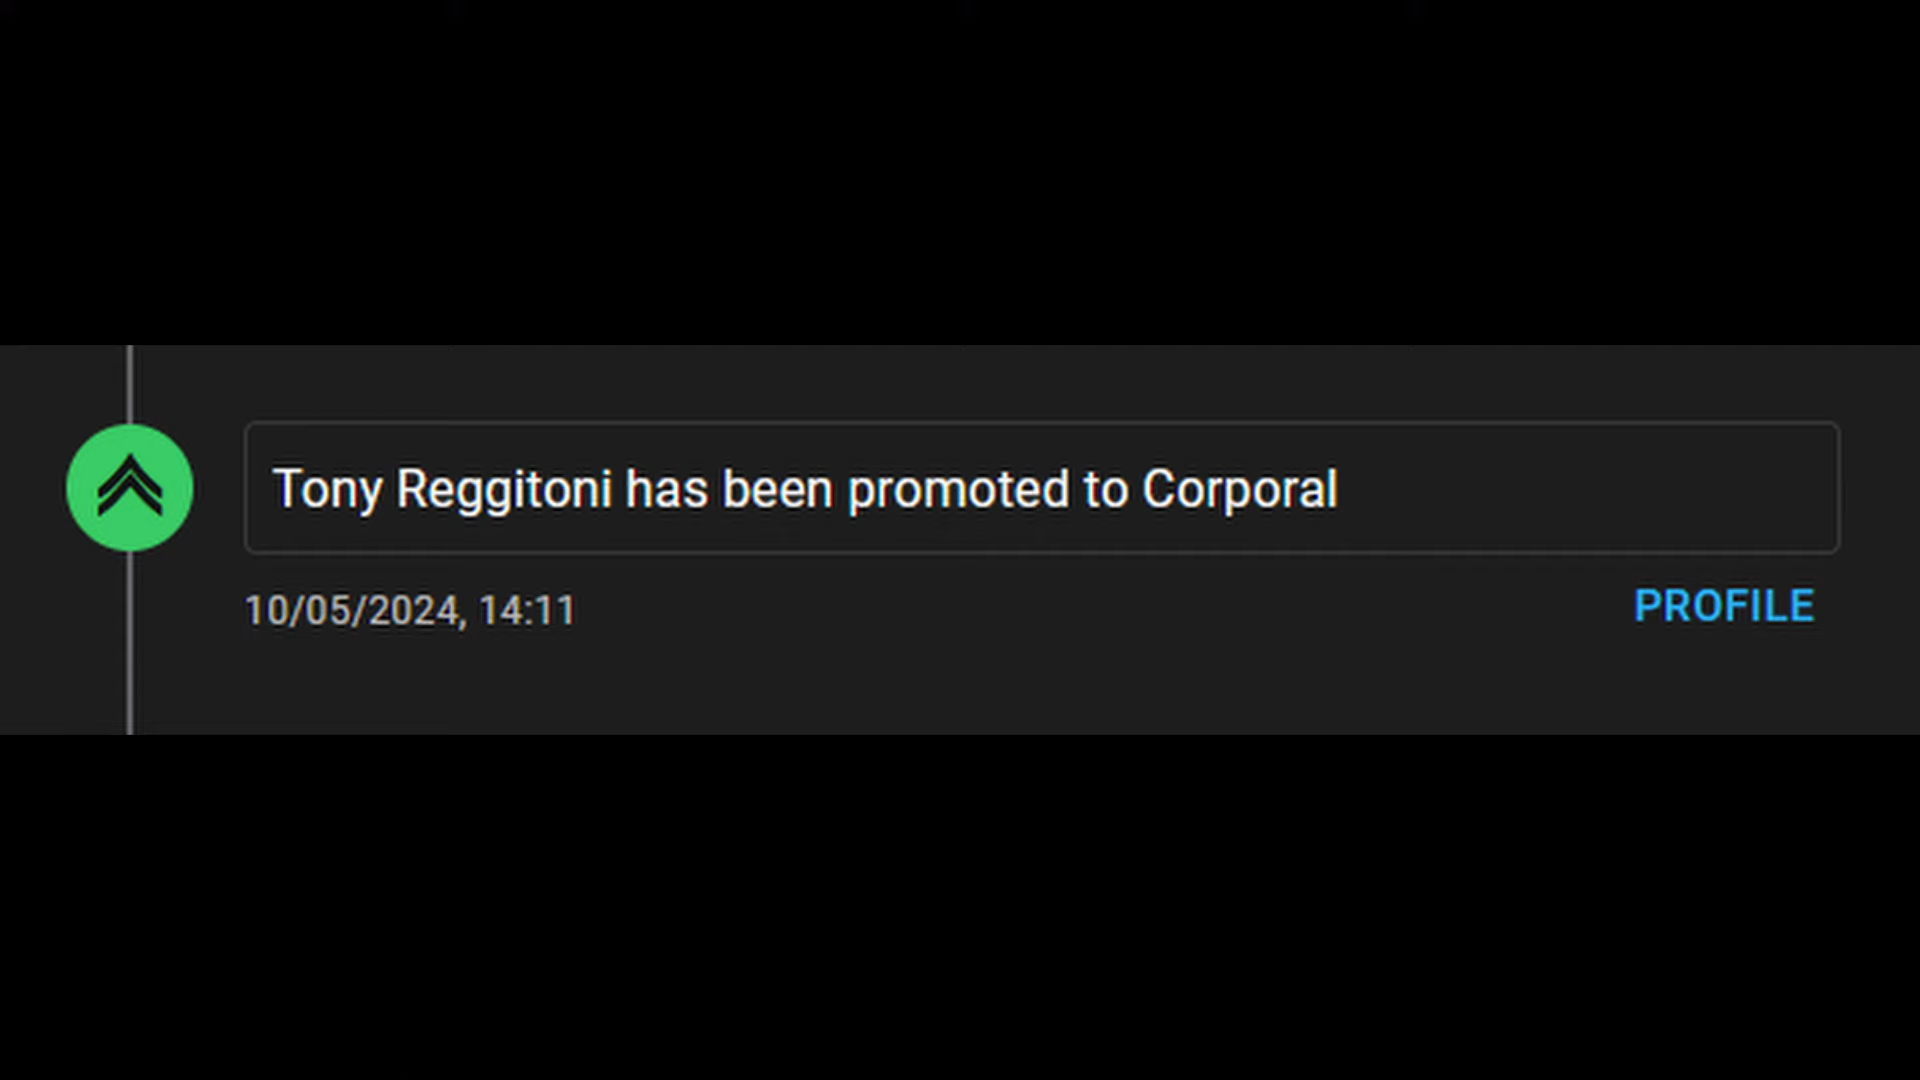 Tony Reggitoni has been promoted to Corporal
10/05/2024, 14:11
PROFILE